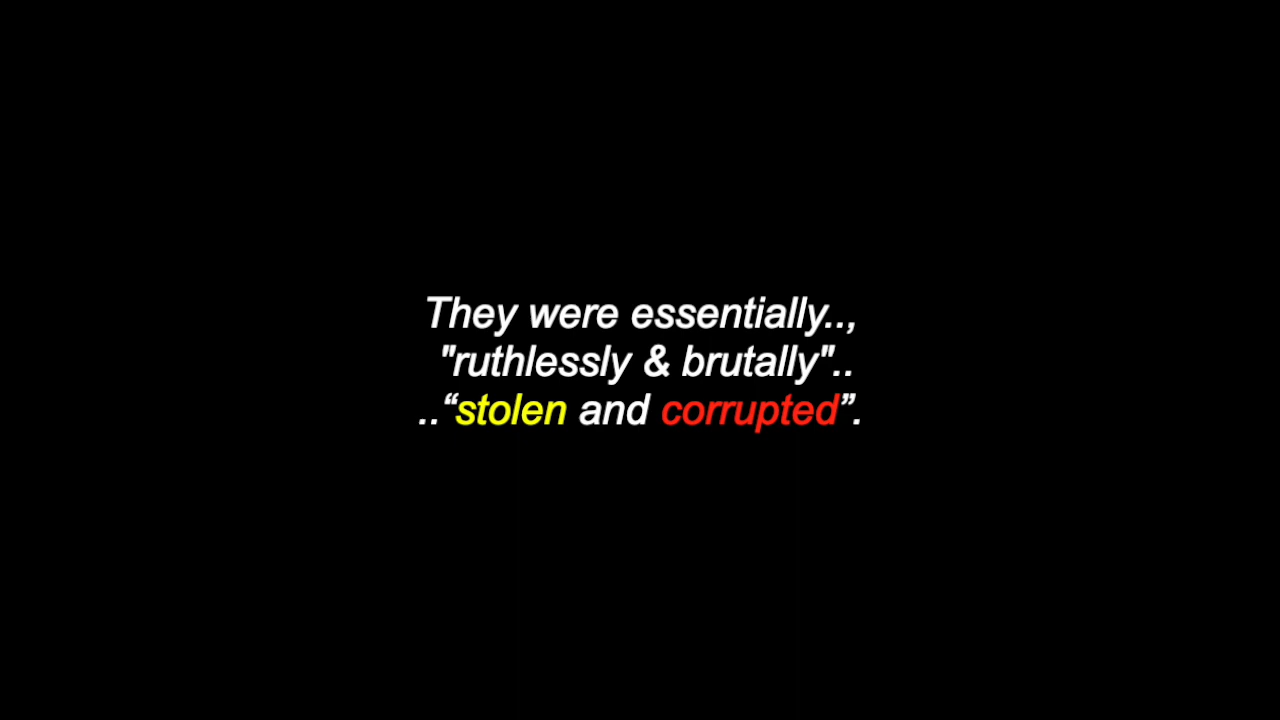 They were essentially..,
"ruthlessly & brutally"..
..“stolen and corrupted”.